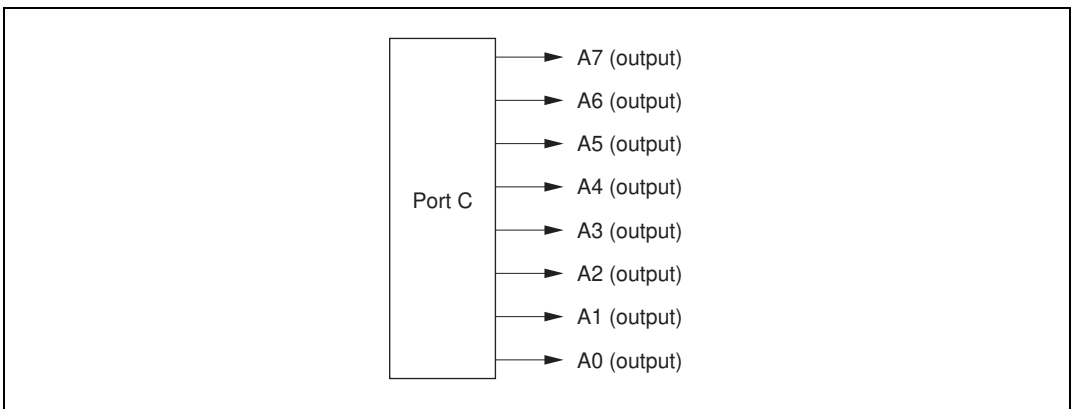 A7 (output)
A6 (output)
A5 (output)
A4 (output)
Port C
A3 (output)
A2 (output)
A1 (output)
A0 (output)